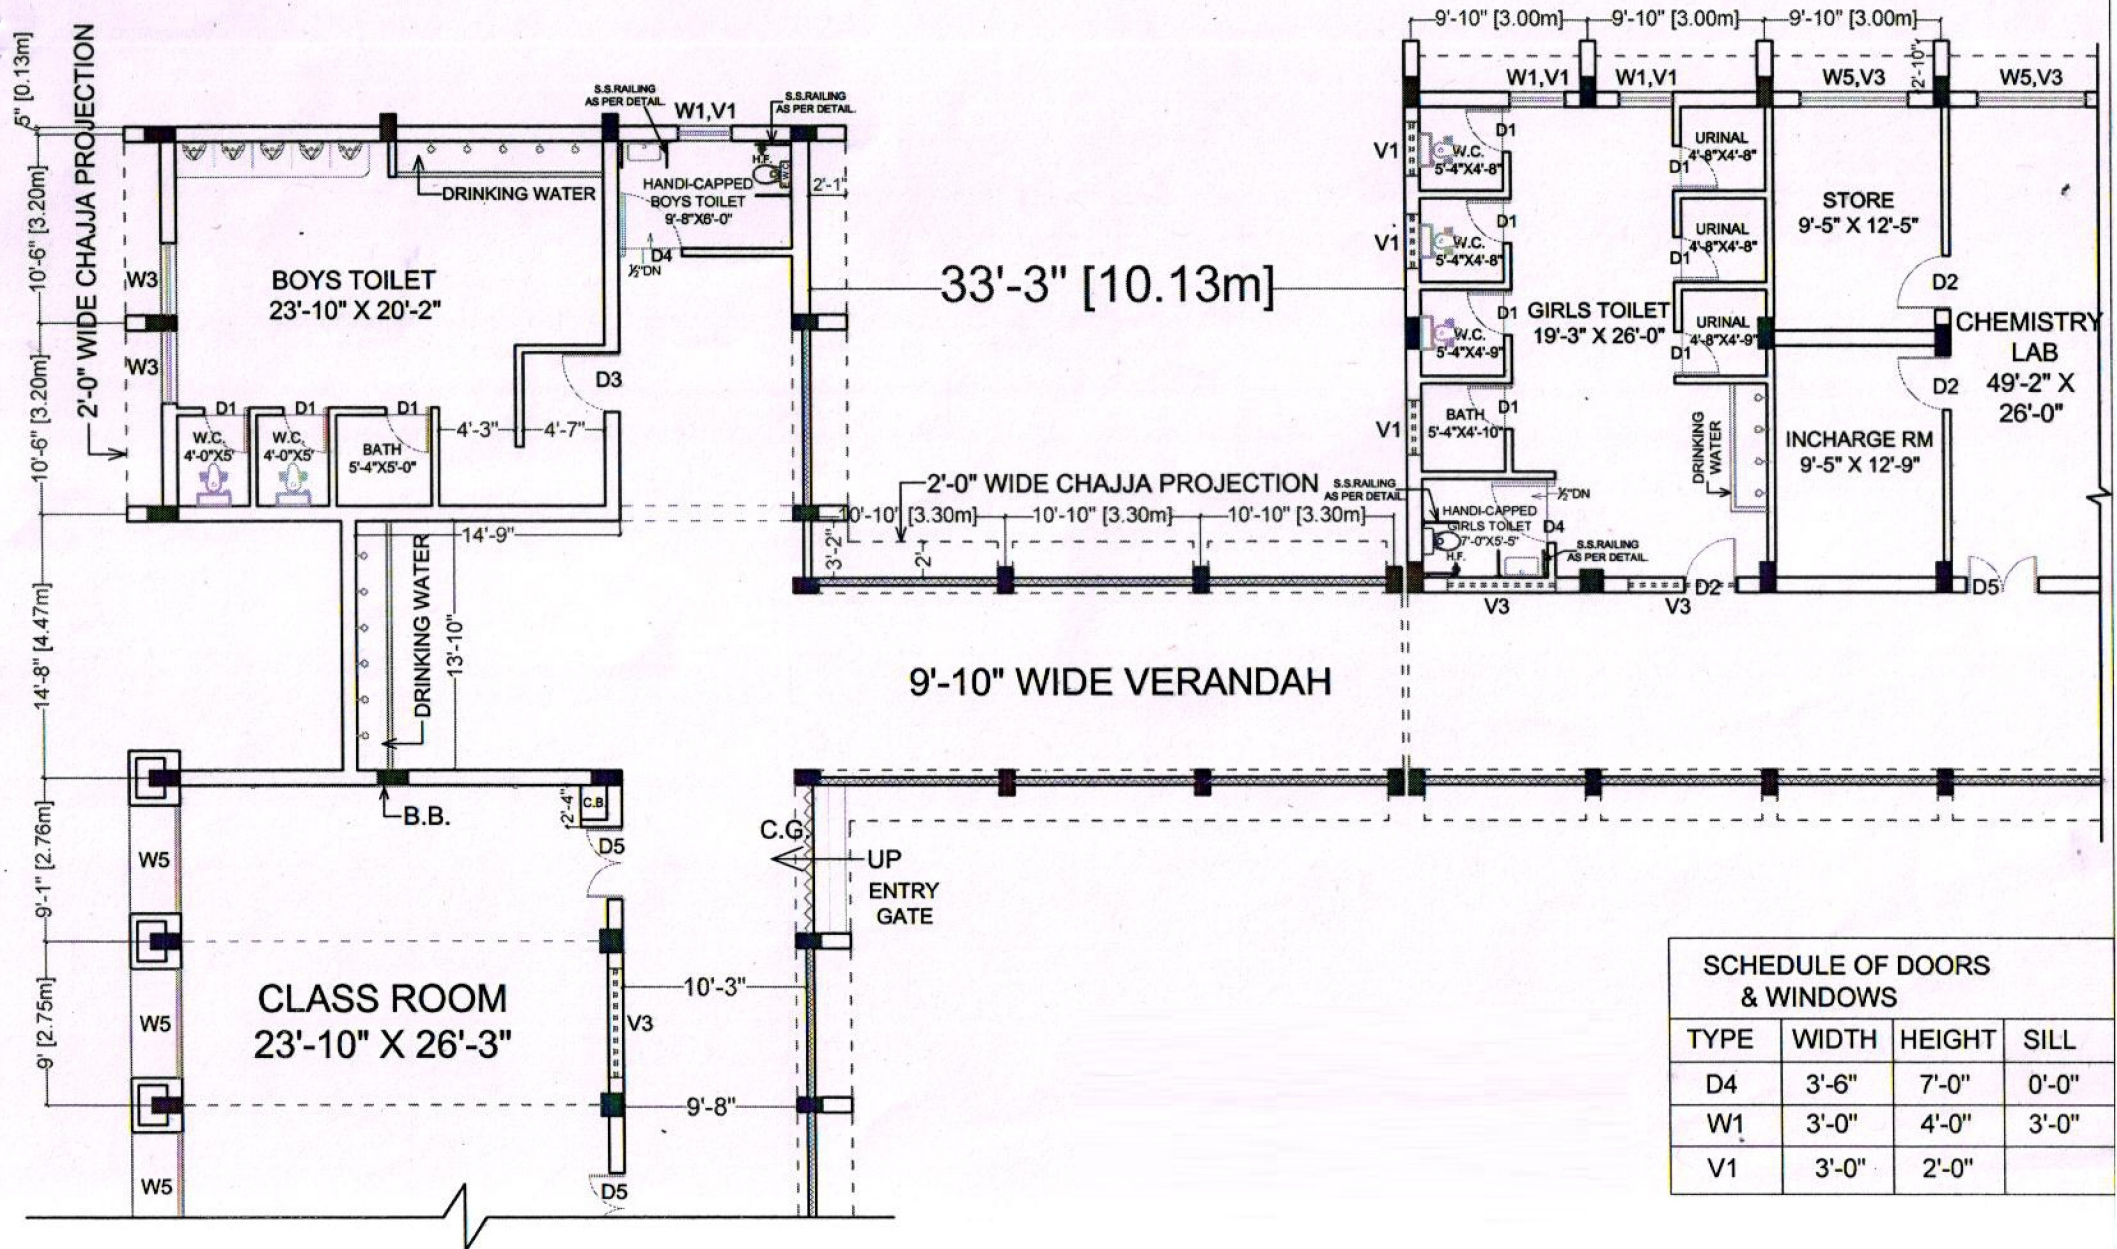 9'-10" [3.00m]
9'-10" [3.00m]
9'-10" [3.00m]
2'-10"
5" [0.13m]
2'-0" WIDE CHAJJA PROJECTION
10'-6" [3.20m]
10'-6" [3.20m]
14'-8" [4.47m]
9'-1" [2.76m]
9' [2.75m]
S.S.RAILING
AS PER DETAIL.
W1,V1
S.S.RAILING
AS PER DETAIL.
DRINKING WATER
H.F.
HANDI-CAPPED
BOYS TOILET
9'-8"X6'-0"
2'-1"
D4
½"DN
W3
W3
BOYS TOILET
23'-10" X 20'-2"
D3
D1
D1
D1
W.C.
4'-0"X5'
W.C.
4'-0"X5'
BATH
5'-4"X5'-0"
4'-3"
4'-7"
14'-9"
DRINKING WATER
13'-10"
33'-3" [10.13m]
2'-0" WIDE CHAJJA PROJECTION
10'-10" [3.30m]
10'-10" [3.30m]
10'-10" [3.30m]
3'-2"
2'
W1,V1
W1,V1
W5,V3
W5,V3
V1
W.C.
5'-4"X4'-8"
D1
V1
W.C.
5'-4"X4'-8"
D1
W.C.
5'-4"X4'-9"
D1
V1
BATH
5'-4"X4'-10"
D1
GIRLS TOILET
19'-3" X 26'-0"
URINAL
4'-8"X4'-8"
D1
URINAL
4'-8"X4'-8"
D1
URINAL
4'-8"X4'-9"
D1
DRINKING
WATER
S.S.RAILING
AS PER DETAIL
HANDI-CAPPED
GIRLS TOILET
7'-0"X5'-5"
H.F.
½"DN
D4
S.S.RAILING
AS PER DETAIL
V3
V3
D2
STORE
9'-5" X 12'-5"
D2
D2
INCHARGE RM
9'-5" X 12'-9"
CHEMISTRY
LAB
49'-2" X
26'-0"
D5
9'-10" WIDE VERANDAH
B.B.
2'-4"
C.B.
D5
C.G.
UP
ENTRY
GATE
W5
W5
W5
CLASS ROOM
23'-10" X 26'-3"
V3
10'-3"
9'-8"
D5
SCHEDULE OF DOORS
& WINDOWS
TYPE WIDTH HEIGHT SILL
D4 3'-6" 7'-0" 0'-0"
W1 3'-0" 4'-0" 3'-0"
V1 3'-0" 2'-0"